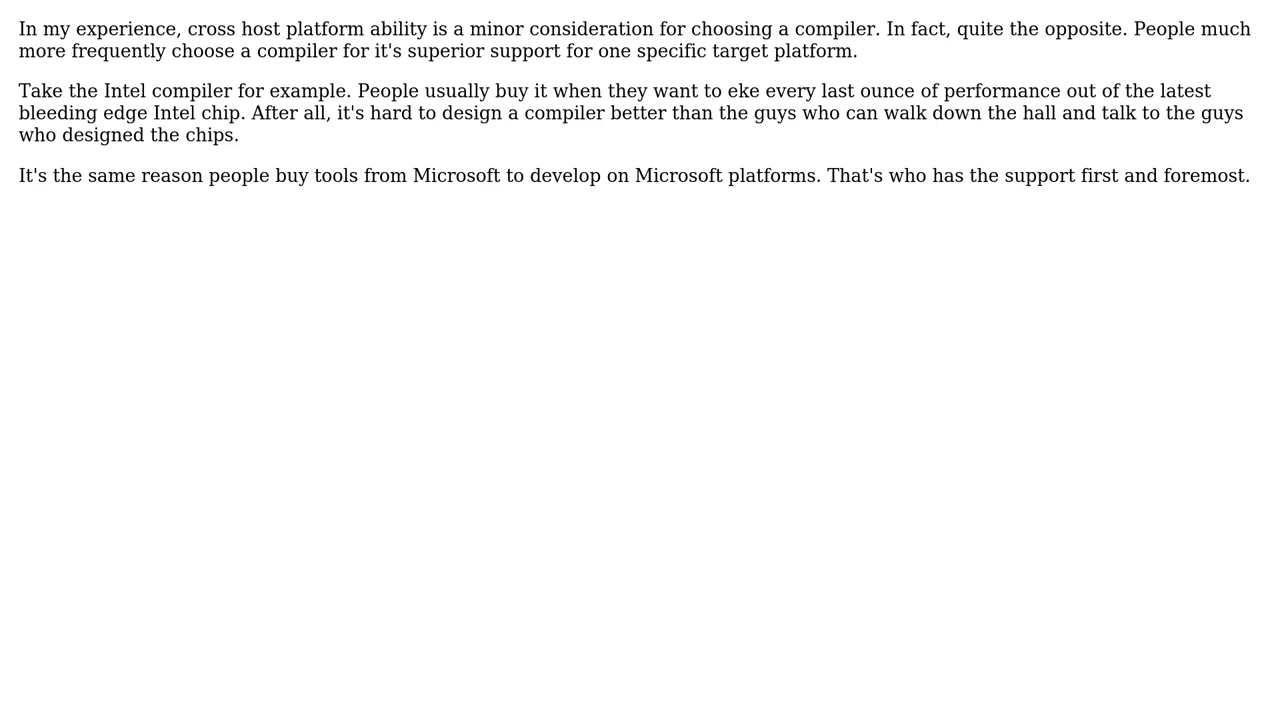 In my experience, cross host platform ability is a minor consideration for choosing a compiler. In fact, quite the opposite. People much
more frequently choose a compiler for it's superior support for one specific target platform.
Take the Intel compiler for example. People usually buy it when they want to eke every last ounce of performance out of the latest
bleeding edge Intel chip. After all, it's hard to design a compiler better than the guys who can walk down the hall and talk to the guys
who designed the chips.
It's the same reason people buy tools from Microsoft to develop on Microsoft platforms. That's who has the support first and foremost.